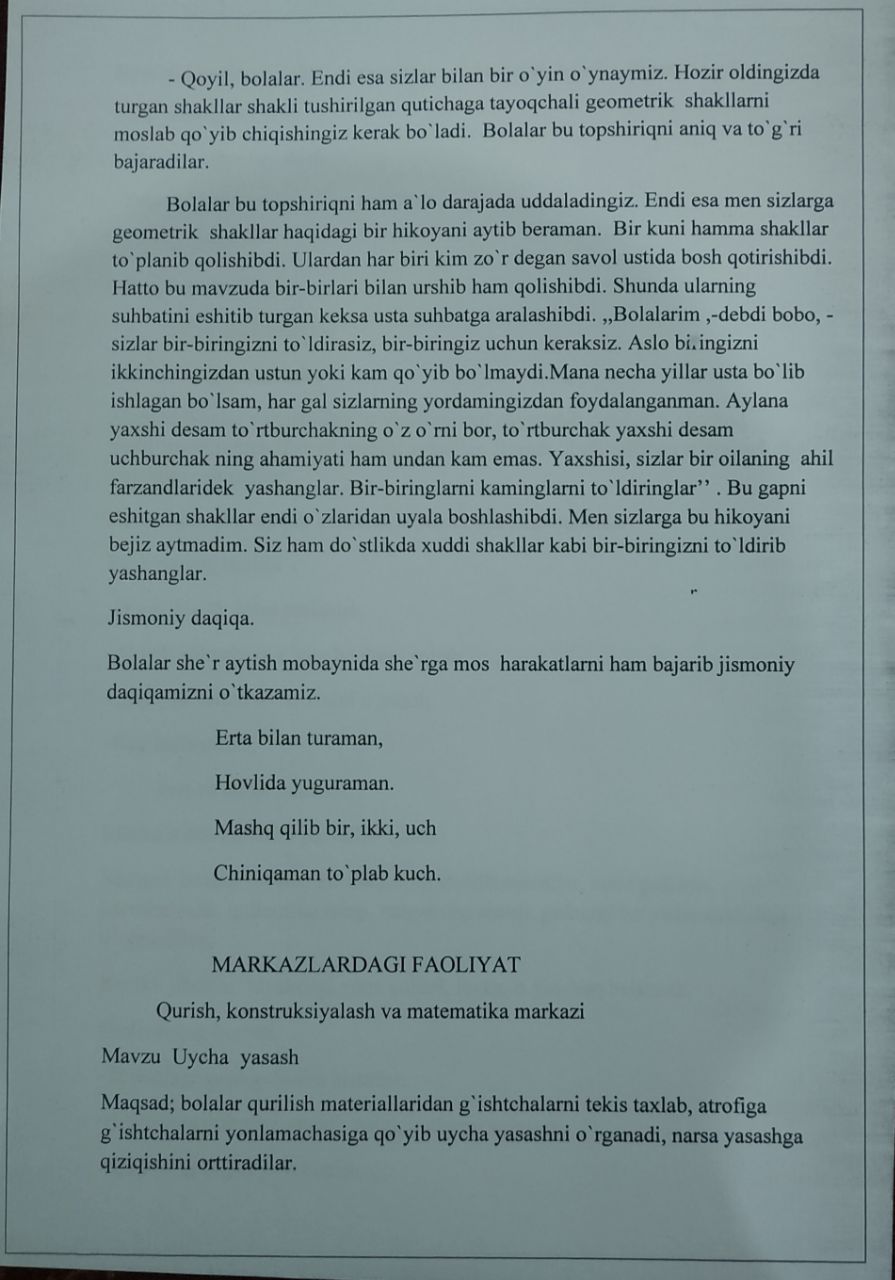 - Qoyil, bolalar. Endi esa sizlar bilan bir o`yin o`ynaymiz. Hozir oldingizda
turgan shakllar shakli tushirilgan qutichaga tayoqchali geometrik shakllarni
moslab qo`yib chiqishingiz kerak bo`ladi. Bolalar bu topshiriqni aniq va to`g`ri
bajaradilar.
Bolalar bu topshiriqni ham a`lo darajada uddaladingiz. Endi esa men sizlarga
geometrik shakllar haqidagi bir hikoyani aytib beraman. Bir kuni hamma shakllar
to`planib qolishibdi. Ulardan har biri kim zo`r degan savol ustida bosh qotirishibdi.
Hatto bu mavzuda bir-birlari bilan urshib ham qolishibdi. Shunda ularning
suhbatini eshitib turgan keksa usta suhbatga aralashibdi. ,,Bolalarim ,-debdi bobo, -
sizlar bir-biringizni to`ldirasiz, bir-biringiz uchun keraksiz. Aslo
ikkinchingizdan ustun yoki kam qo`yib bo`lmaydi.Mana necha yillar usta bo`lib
ishlagan bo`lsam, har gal sizlarning yordamingizdan foydalanganman. Aylana
yaxshi desam to`rtburchakning o`z o`rni bor, to`rtburchak yaxshi desam
uchburchak ning ahamiyati ham undan kam emas. Yaxshisi, sizlar bir oilaning ahil
farzandlaridek yashanglar. Bir-biringlarni kaminglarni to`ldiringlar’’ . Bu gapni
eshitgan shakllar endi o`zlaridan uyala boshlashibdi. Men sizlarga bu hikoyani
bejiz aytmadim. Siz ham do`stlikda xuddi shakllar kabi bir-biringizni to`ldirib
yashanglar.
Jismoniy daqiqa.
Bolalar she`r aytish mobaynida she`rga mos harakatlarni ham bajarib jismoniy
daqiqamizni o`tkazamiz.
Erta bilan turaman,
Hovlida yuguraman.
Mashq qilib bir, ikki, uch
Chiniqaman to`plab kuch.
MARKAZLARDAGI FAOLIYAT
Qurish, konstruksiyalash va matematika markazi
Mavzu Uycha yasash
Maqsad; bolalar qurilish materiallaridan g`ishtchalarni tekis taxlab, atrofiga
g`ishtchalarni yonlamachasiga qo`yib uycha yasashni o`rganadi, narsa yasashga
qiziqishini orttiradilar.